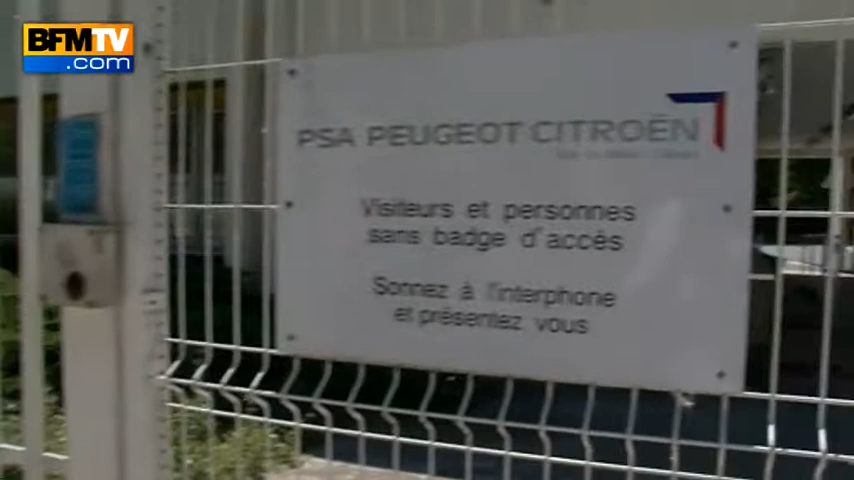 BFMTV
.com
PSA PEUGEOT CITROËN
Visiteurs et personnes
sans badge d'accès
Sonnez à l'interphone
et présentez vous